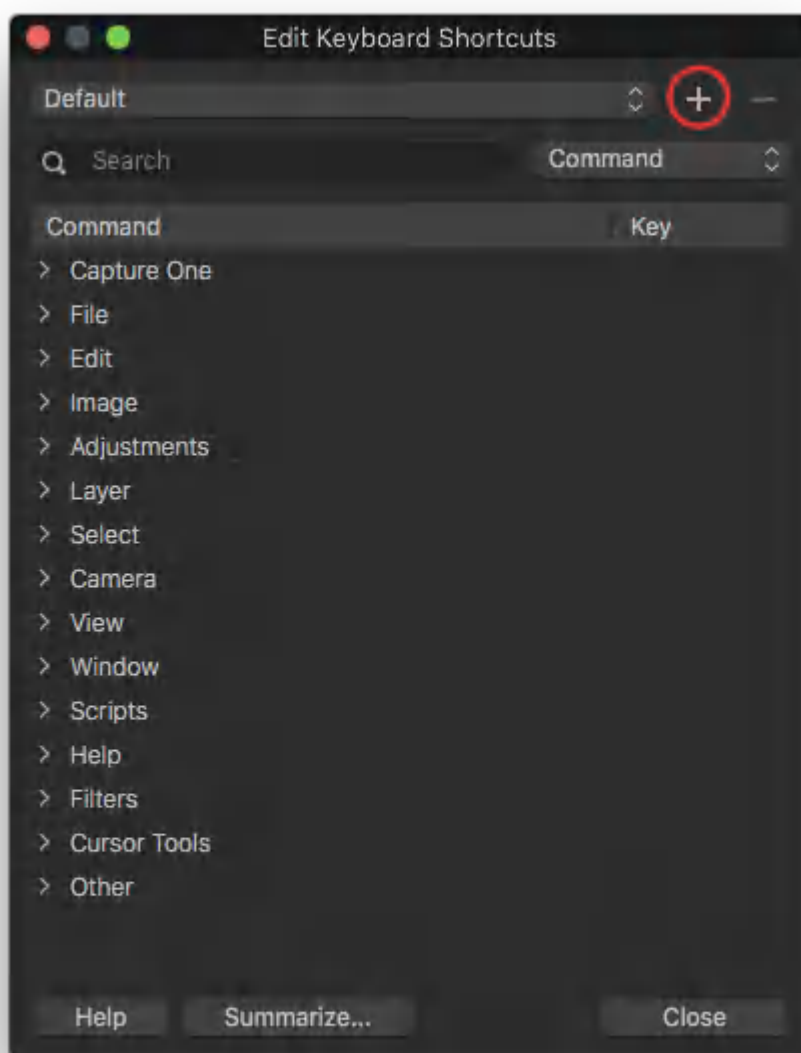 Edit Keyboard Shortcuts
Default
Search Command
Command Key
Capture One
File
Edit
Image
Adjustments
Layer
Select
Camera
View
Window
Scripts
Help
Filters
Cursor Tools
Other
Help Summarize... Close